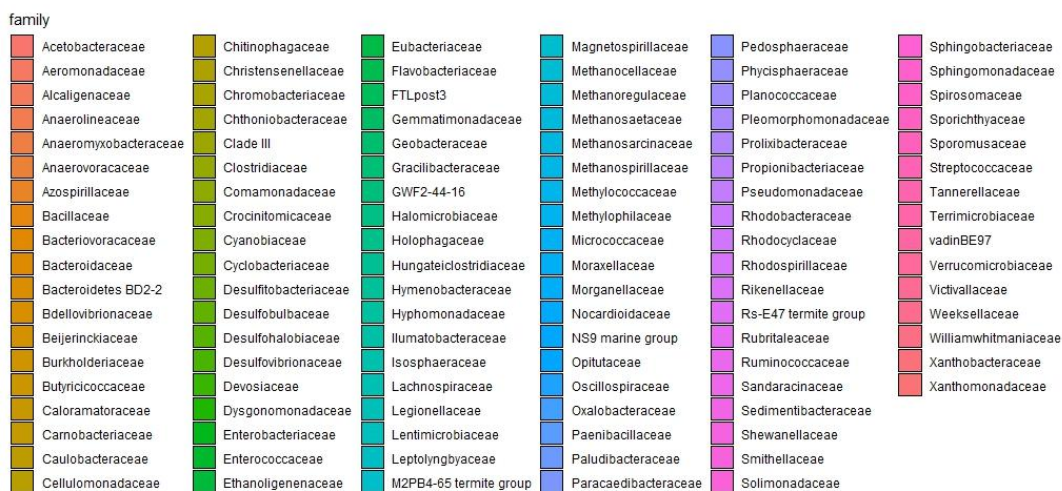 family
Acetobacteraceae
Aeromonadaceae
Alcaligenaceae
Anaerolineaceae
Anaeromyxobacteraceae
Anaerovoracaceae
Azospirillaceae
Bacillaceae
Bacteriovoracaceae
Bacteroidaceae
Bacteroidetes BD2-2
Bdellovibrionaceae
Beijerinckiaceae
Burkholderiaceae
Butyricicoccaceae
Caloramatoraceae
Carnobacteriaceae
Caulobacteraceae
Cellulomonadaceae
Chitinophagaceae
Christensenellaceae
Chromobacteriaceae
Chthoniobacteraceae
Clade III
Clostridiaceae
Comamonadaceae
Crocinitomicaceae
Cyanobiaceae
Cyclobacteriaceae
Desulfitobacteriaceae
Desulfobulbaceae
Desulfohalobiaceae
Desulfovibrionaceae
Devosiaceae
Dysgonomonadaceae
Enterobacteriaceae
Enterococcaceae
Ethanoligenenaceae
Eubacteriaceae
Flavobacteriaceae
FTLpost3
Gemmatimonadaceae
Geobacteraceae
Gracilibacteraceae
GWF2-44-16
Halomicrobiaceae
Holophagaceae
Hungateiclostridiaceae
Hymenobacteraceae
Hyphomonadaceae
Ilumatobacteraceae
Isosphaeraceae
Lachnospiraceae
Legionellaceae
Lentimicrobiaceae
Leptolyngbyaceae
M2PB4-65 termite group
Magnetospirillaceae
Methanocellaceae
Methanoregulaceae
Methanosaetaceae
Methanosarcinaceae
Methanospirillaceae
Methylococcaceae
Methylophilaceae
Micrococcaceae
Moraxellaceae
Morganellaceae
Nocardioidaceae
NS9 marine group
Opitutaceae
Oscillospiraceae
Oxalobacteraceae
Paenibacillaceae
Paludibacteraceae
Paracaedibacteraceae
Pedosphaeraceae
Phycisphaeraceae
Planococcaceae
Pleomorphomonadaceae
Prolixibacteraceae
Propionibacteriaceae
Pseudomonadaceae
Rhodobacteraceae
Rhodocyclaceae
Rhodospirillaceae
Rikenellaceae
Rs-E47 termite group
Rubritaleaceae
Ruminococcaceae
Sandaracinaceae
Sedimentibacteraceae
Shewanellaceae
Smithellaceae
Solimonadaceae
Sphingobacteriaceae
Sphingomonadaceae
Spirosomaceae
Sporichthyaceae
Sporomusaceae
Streptococcaceae
Tannerellaceae
Terrimicrobiaceae
vadinBE97
Verrucomicrobiaceae
Victivallaceae
Weeksellaceae
Williamwhitmaniaceae
Xanthobacteraceae
Xanthomonadaceae